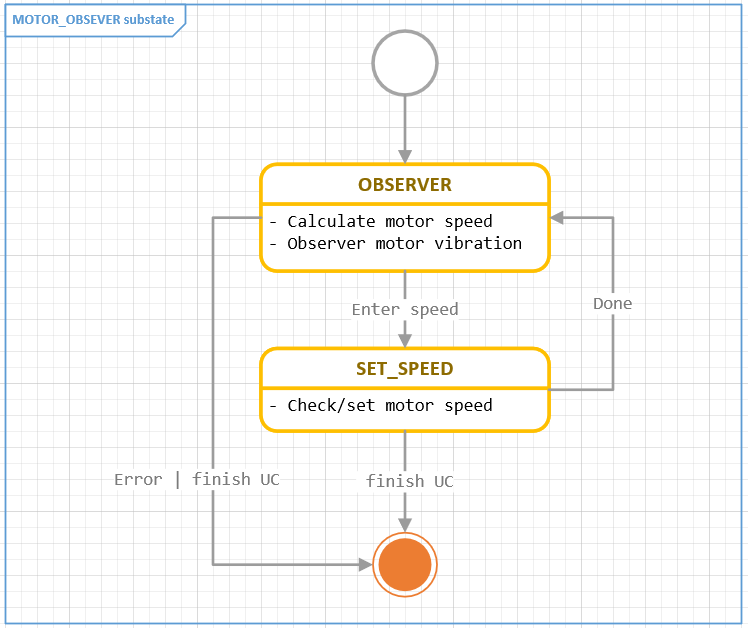 MOTOR_OBSEVER substate
OBSERVER
- Calculate motor speed
- Observer motor vibration
Enter speed
Done
SET_SPEED
- Check/set motor speed
Error | finish UC
finish UC